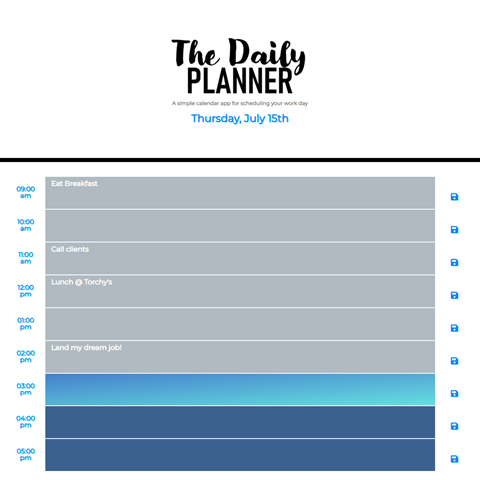 The Daily
PLANNER
A simple calendar app for scheduling your work day
Thursday, July 15th
09:00
am
Eat Breakfast
10:00
am
11:00
am
Call clients
12:00
pm
Lunch @ Torchy's
01:00
pm
02:00
pm
Land my dream job!
03:00
pm
04:00
pm
05:00
pm